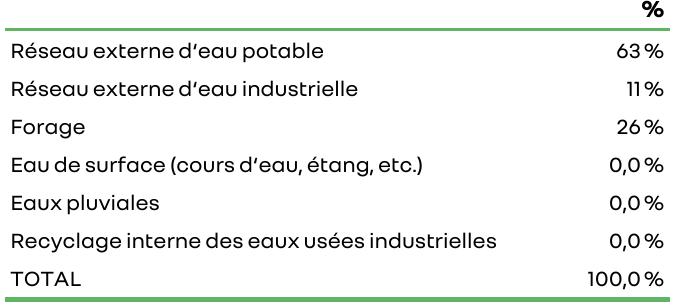 %
Réseau externe d’eau potable 63 %
Réseau externe d’eau industrielle 11 %
Forage 26 %
Eau de surface (cours d’eau, étang, etc.) 0,0 %
Eaux pluviales 0,0 %
Recyclage interne des eaux usées industrielles 0,0 %
TOTAL 100,0 %